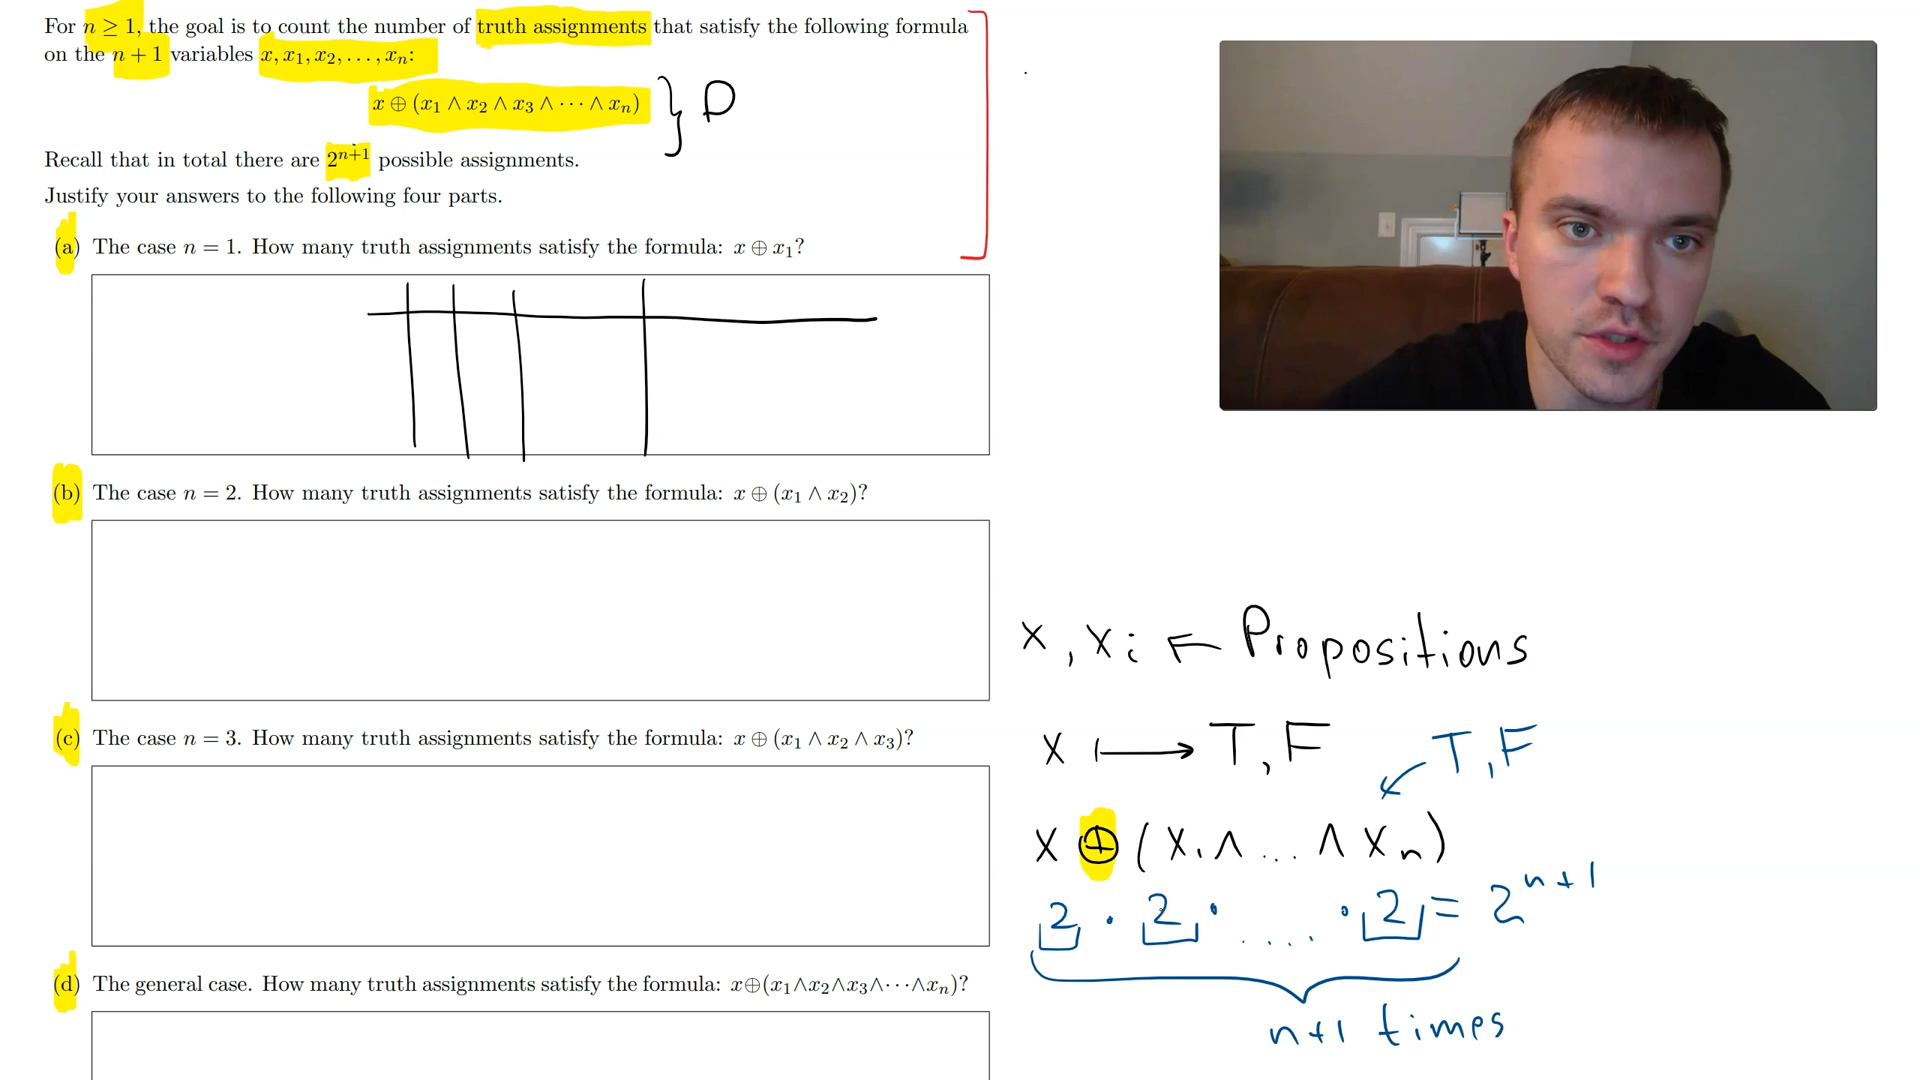 For n ≥ 1, the goal is to count the number of truth assignments that satisfy the following formula
on the n + 1 variables x, x₁, x₂, . . . , xₙ:
x ⊕ (x₁ ∧ x₂ ∧ x₃ ∧ ··· ∧ xₙ) } P
Recall that in total there are 2ⁿ⁺¹ possible assignments.
Justify your answers to the following four parts.
(a) The case n = 1. How many truth assignments satisfy the formula: x ⊕ x₁?
(b) The case n = 2. How many truth assignments satisfy the formula: x ⊕ (x₁ ∧ x₂)?
(c) The case n = 3. How many truth assignments satisfy the formula: x ⊕ (x₁ ∧ x₂ ∧ x₃)?
(d) The general case. How many truth assignments satisfy the formula: x⊕(x₁∧x₂∧x₃∧···∧xₙ)?
x, xi ← Propositions
x ⟼ T, F
T, F
x ⊕ (x₁ ∧ ... ∧ xₙ)
2 · 2 · .... · 2 = 2ⁿ⁺¹
n+1 times